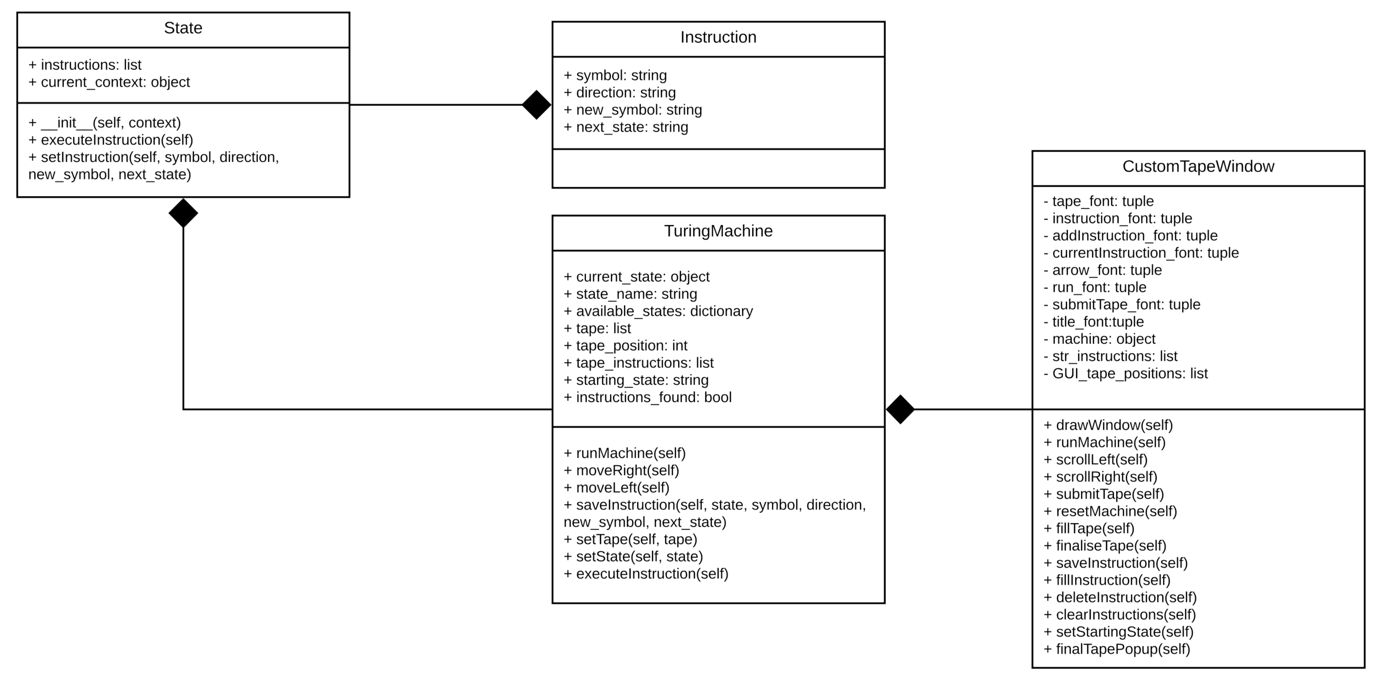 State
+ instructions: list
+ current_context: object
+ __init__(self, context)
+ executeInstruction(self)
+ setInstruction(self, symbol, direction,
new_symbol, next_state)
Instruction
+ symbol: string
+ direction: string
+ new_symbol: string
+ next_state: string
TuringMachine
+ current_state: object
+ state_name: string
+ available_states: dictionary
+ tape: list
+ tape_position: int
+ tape_instructions: list
+ starting_state: string
+ instructions_found: bool
+ runMachine(self)
+ moveRight(self)
+ moveLeft(self)
+ saveInstruction(self, state, symbol, direction,
new_symbol, next_state)
+ setTape(self, tape)
+ setState(self, state)
+ executeInstruction(self)
CustomTapeWindow
- tape_font: tuple
- instruction_font: tuple
- addInstruction_font: tuple
- currentInstruction_font: tuple
- arrow_font: tuple
- run_font: tuple
- submitTape_font: tuple
- title_font:tuple
- machine: object
- str_instructions: list
- GUI_tape_positions: list
+ drawWindow(self)
+ runMachine(self)
+ scrollLeft(self)
+ scrollRight(self)
+ submitTape(self)
+ resetMachine(self)
+ fillTape(self)
+ finaliseTape(self)
+ saveInstruction(self)
+ fillInstruction(self)
+ deleteInstruction(self)
+ clearInstructions(self)
+ setStartingState(self)
+ finalTapePopup(self)